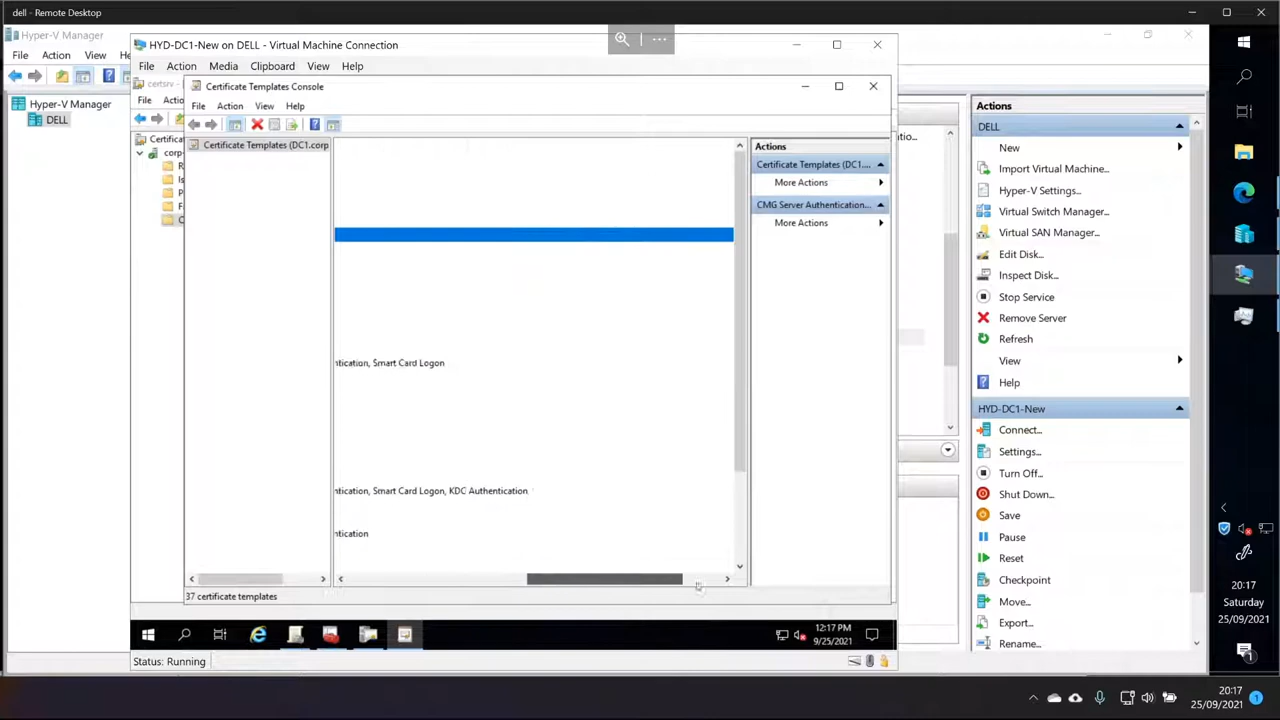 dell - Remote Desktop
Hyper-V Manager
File Action View
HYD-DC1-New on DELL - Virtual Machine Connection
File Action Media Clipboard View Help
Hyper-V Manager
DELL
certsrv -
File
Certificate Templates Console
File Action View Help
Certificate Templates (DC1.corp
ntication, Smart Card Logon
ntication, Smart Card Logon, KDC Authentication
ntication
37 certificate templates
Actions
Certificate Templates (DC1....
More Actions
CMG Server Authentication...
More Actions
12:17 PM
9/25/2021
Status: Running
Actions
DELL
New
Import Virtual Machine...
Hyper-V Settings...
Virtual Switch Manager...
Virtual SAN Manager...
Edit Disk...
Inspect Disk...
Stop Service
Remove Server
Refresh
View
Help
HYD-DC1-New
Connect...
Settings...
Turn Off...
Shut Down...
Save
Pause
Reset
Checkpoint
Move...
Export...
Rename...
20:17
Saturday
25/09/2021
1
20:17
25/09/2021
1